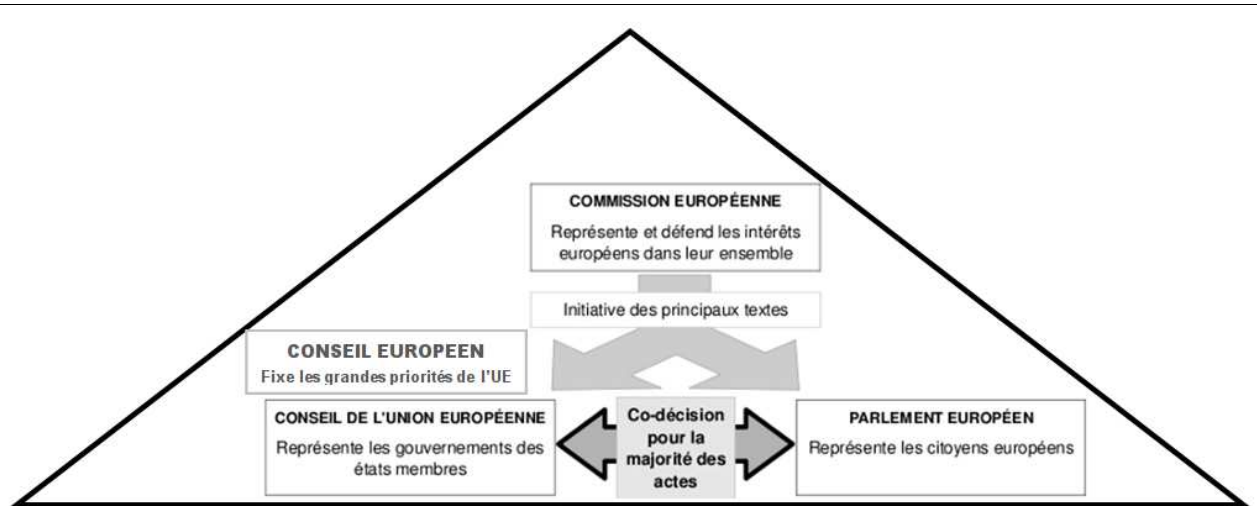 COMMISSION EUROPÉENNE
Représente et défend les intérêts
européens dans leur ensemble
Initiative des principaux textes
CONSEIL EUROPEEN
Fixe les grandes priorités de l'UE
CONSEIL DE L'UNION EUROPÉENNE
Représente les gouvernements des
états membres
Co-décision
pour la
majorité des
actes
PARLEMENT EUROPÉEN
Représente les citoyens européens